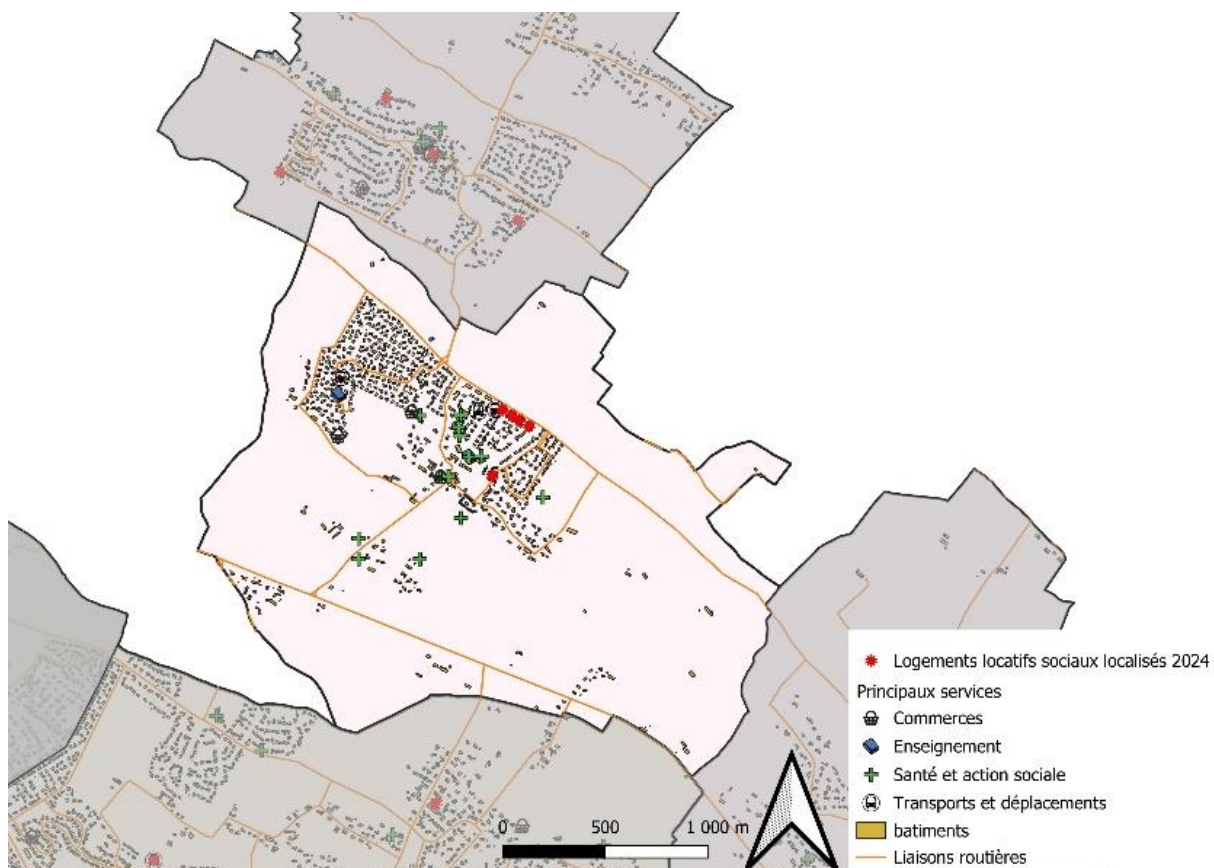 Logements locatifs sociaux localisés 2024
Principaux services
Commerces
Enseignement
Santé et action sociale
Transports et déplacements
batiments
Liaisons routières
0 500 1 000 m